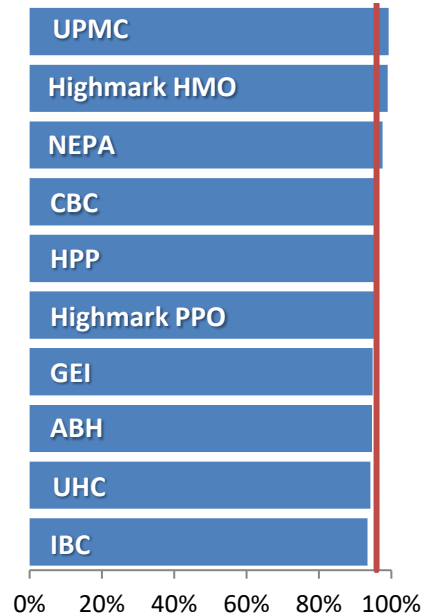 UPMC
Highmark HMO
NEPA
CBC
HPP
Highmark PPO
GEI
ABH
UHC
IBC
0% 20% 40% 60% 80% 100%